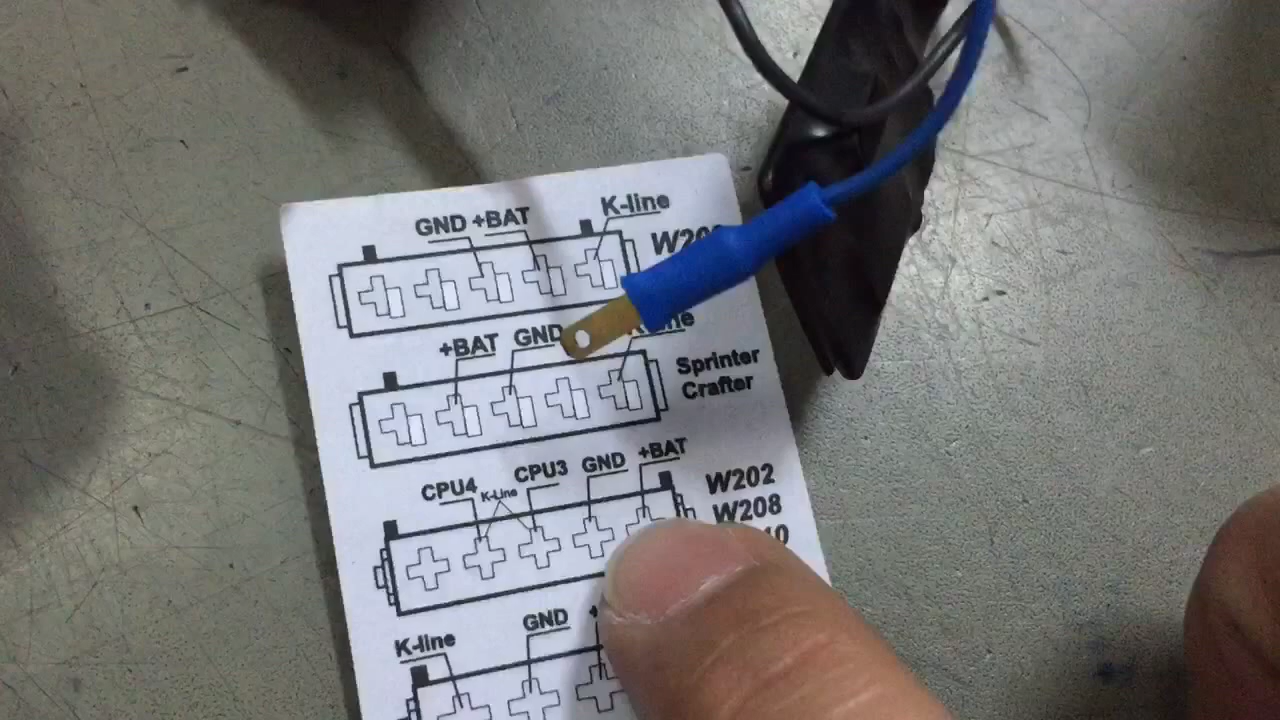 GND +BAT K-line
+BAT GND
Sprinter
Crafter
CPU4 K-Line CPU3 GND +BAT
W202
W208
K-line GND